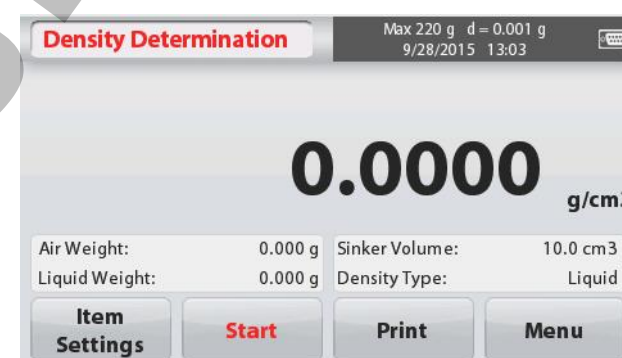 Density Determination
Max 220 g d = 0.001 g
9/28/2015 13:03
0.0000
g/cm3
Air Weight: 0.000 g Sinker Volume: 10.0 cm3
Liquid Weight: 0.000 g Density Type: Liquid
Item Settings
Start
Print
Menu